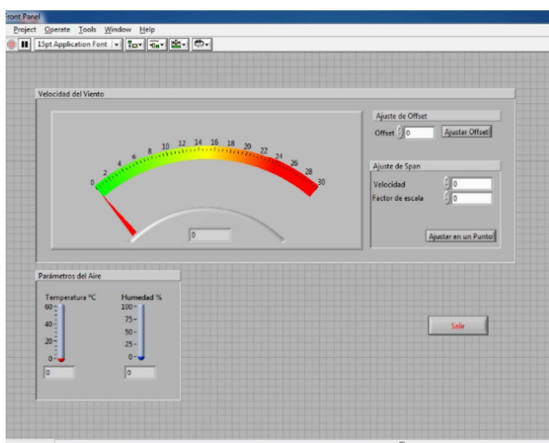 Front Panel
Project Operate Tools Window Help
15pt Application Font
Velocidad del Viento
0 2 4 6 8 10 12 14 16 18 20 22 24 26 28 30
0
Ajuste de Offset
Offset 0 Ajustar Offset
Ajuste de Span
Velocidad 0
Factor de escala 0
Ajustar en un Punto
Parámetros del Aire
Temperatura ºC Humedad %
60 100
40 75
50
20 25
0 0
0 0
Salir